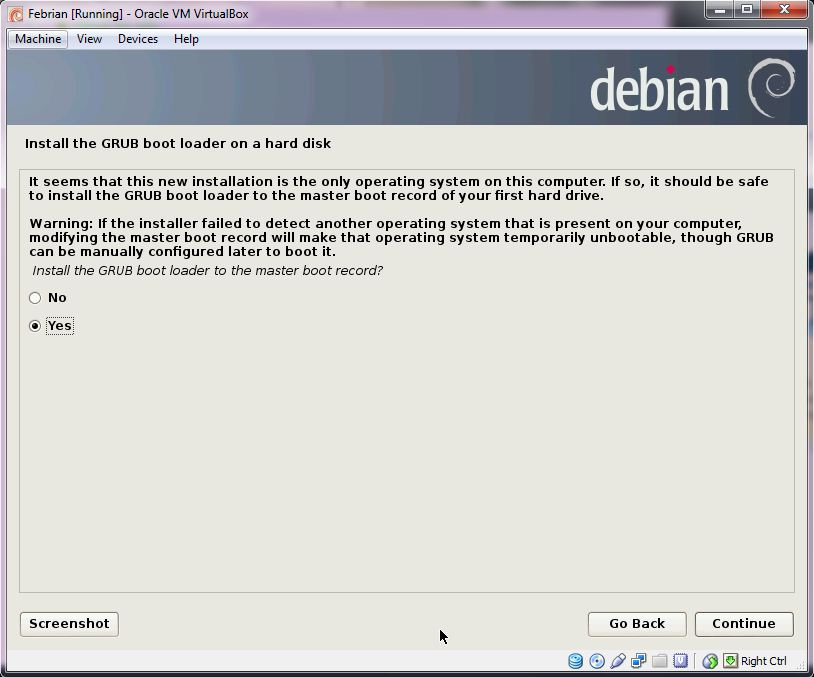 Febrian [Running] - Oracle VM VirtualBox
Machine View Devices Help
debian
Install the GRUB boot loader on a hard disk
It seems that this new installation is the only operating system on this computer. If so, it should be safe
to install the GRUB boot loader to the master boot record of your first hard drive.
Warning: If the installer failed to detect another operating system that is present on your computer,
modifying the master boot record will make that operating system temporarily unbootable, though GRUB
can be manually configured later to boot it.
Install the GRUB boot loader to the master boot record?
No
Yes
Screenshot Go Back Continue
Right Ctrl